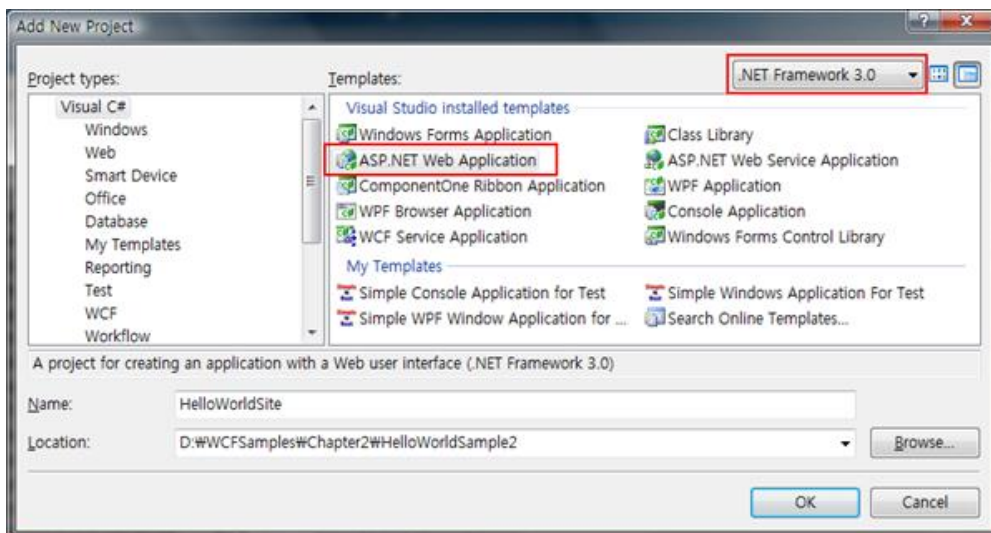 Add New Project
Project types:
Templates:
.NET Framework 3.0
Visual C#
Windows
Web
Smart Device
Office
Database
My Templates
Reporting
Test
WCF
Workflow
Visual Studio installed templates
Windows Forms Application
Class Library
ASP.NET Web Application
ASP.NET Web Service Application
ComponentOne Ribbon Application
WPF Application
WPF Browser Application
Console Application
WCF Service Application
Windows Forms Control Library
My Templates
Simple Console Application for Test
Simple Windows Application For Test
Simple WPF Window Application for ...
Search Online Templates...
A project for creating an application with a Web user interface (.NET Framework 3.0)
Name:
HelloWorldSite
Location:
D:₩WCFSamples₩Chapter2₩HelloWorldSample2
Browse...
OK
Cancel